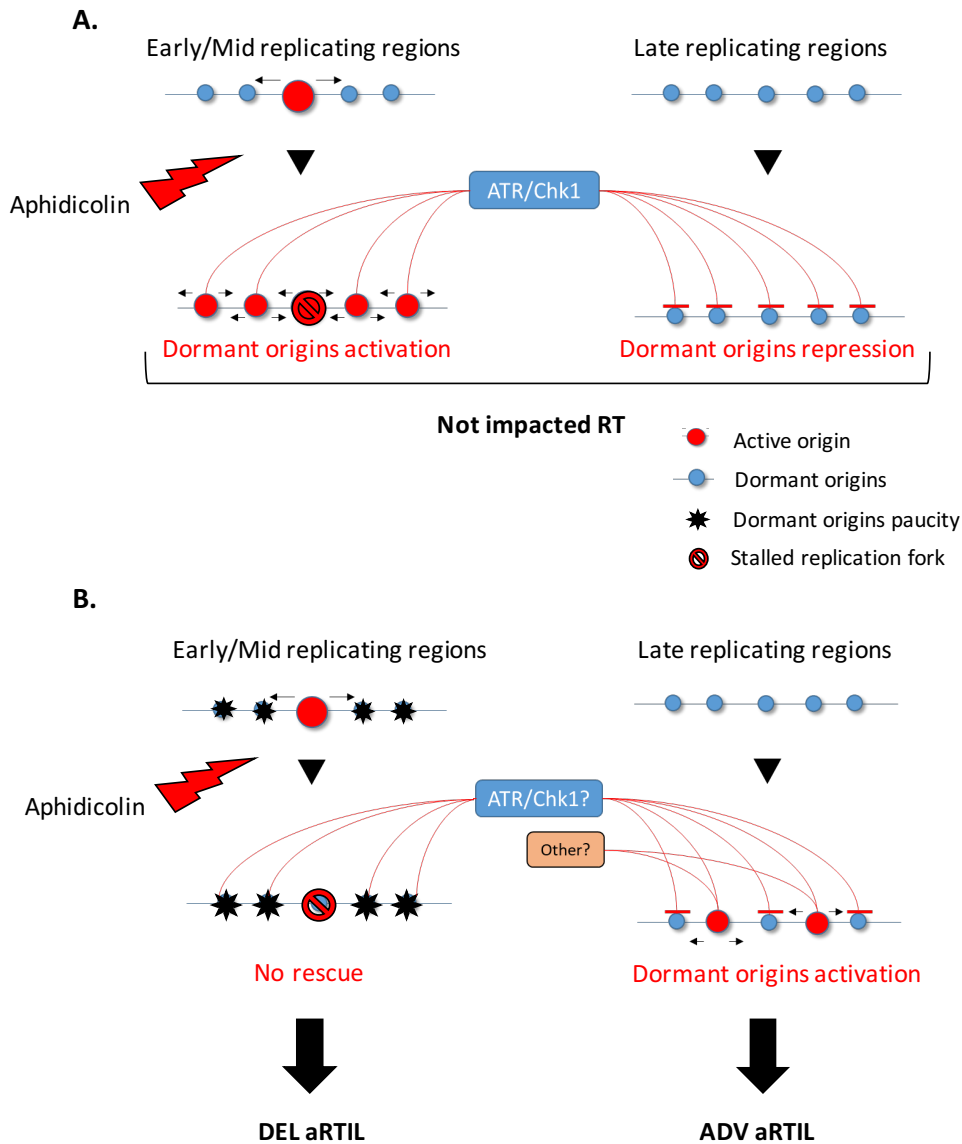 A.
Early/Mid replicating regions
Late replicating regions
Aphidicolin
ATR/Chk1
Dormant origins activation
Dormant origins repression
Not impacted RT
Active origin
Dormant origins
Dormant origins paucity
Stalled replication fork
B.
Early/Mid replicating regions
Late replicating regions
Aphidicolin
ATR/Chk1?
Other?
No rescue
Dormant origins activation
DEL aRTIL
ADV aRTIL